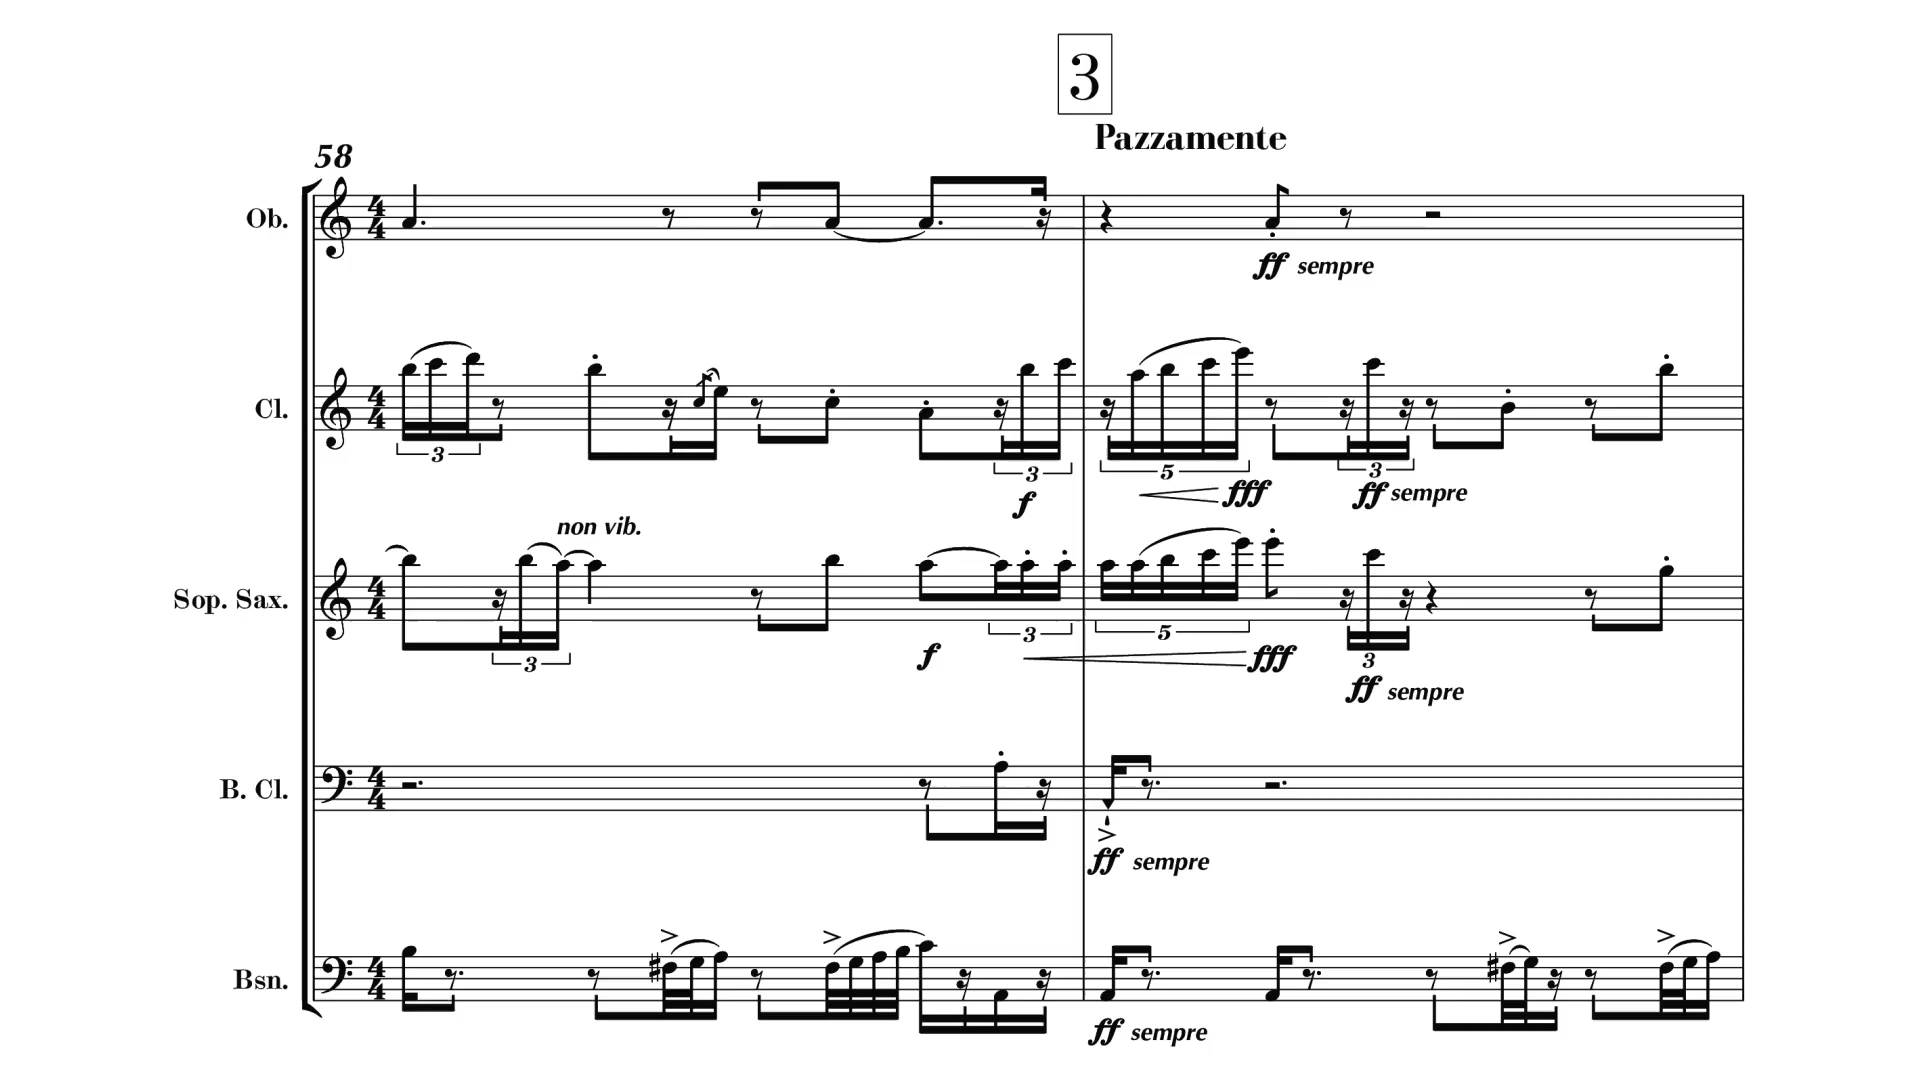 3
Pazzamente
58
Ob.
ff sempre
Cl.
3
3
5
3
f
fff
ff sempre
non vib.
Sop. Sax.
3
3
5
3
f
fff
ff sempre
B. Cl.
ff sempre
Bsn.
ff sempre